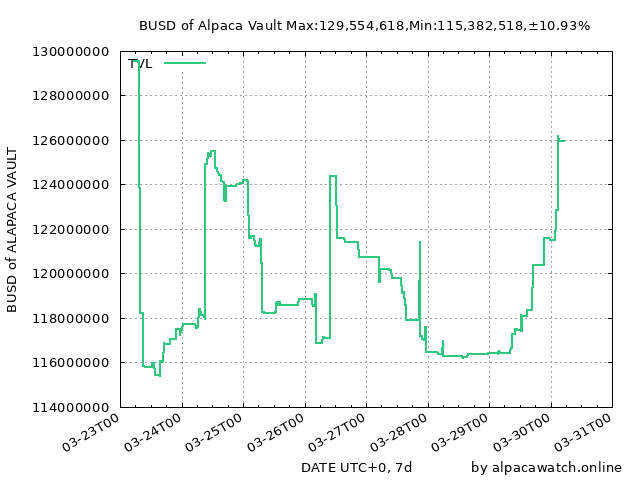 BUSD of Alpaca Vault Max:129,554,618,Min:115,382,518,±10.93%
130000000
TVL
128000000
126000000
124000000
122000000
120000000
118000000
116000000
114000000
BUSD of ALAPACA VAULT
03-23T00
03-24T00
03-25T00
03-26T00
03-27T00
03-28T00
03-29T00
03-30T00
03-31T00
DATE UTC+0, 7d
by alpacawatch.online